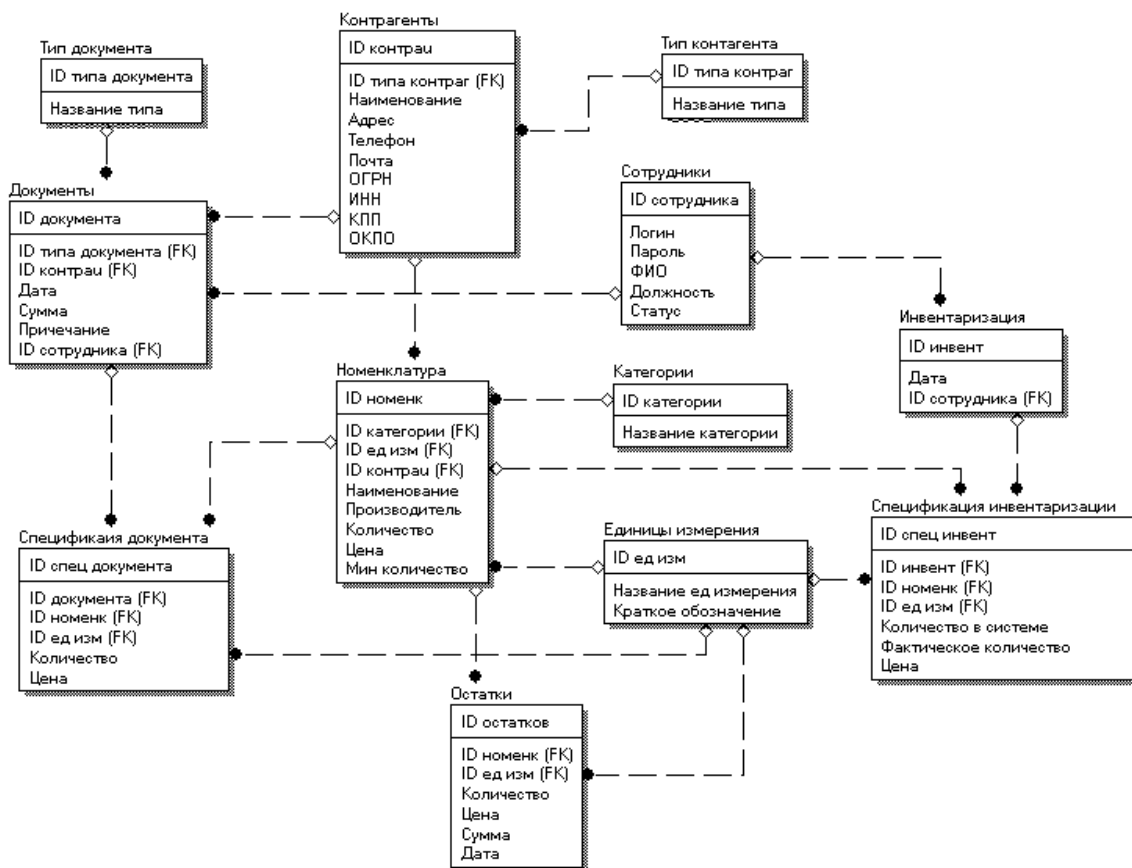 Контрагенты
ID контраи
ID типа контраг (FK)
Наименование
Адрес
Телефон
Почта
ОГРН
ИНН
КПП
ОКПО
Тип документа
ID типа документа
Название типа
Тип контагента
ID типа контраг
Название типа
Документы
ID документа
ID типа документа (FK)
ID контраи (FK)
Дата
Сумма
Причечание
ID сотрудника (FK)
Сотрудники
ID сотрудника
Логин
Пароль
ФИО
Должность
Статус
Инвентаризация
ID инвент
Дата
ID сотрудника (FK)
Номенклатура
ID номенк
ID категории (FK)
ID ед изм (FK)
ID контраи (FK)
Наименование
Производитель
Количество
Цена
Мин количество
Категории
ID категории
Название категории
Спецификаия документа
ID спец документа
ID документа (FK)
ID номенк (FK)
ID ед изм (FK)
Количество
Цена
Единицы измерения
ID ед изм
Название ед измерения
Краткое обозначение
Спецификация инвентаризации
ID спец инвент
ID инвент (FK)
ID номенк (FK)
ID ед изм (FK)
Количество в системе
Фактическое количество
Цена
Остатки
ID остатков
ID номенк (FK)
ID ед изм (FK)
Количество
Цена
Сумма
Дата